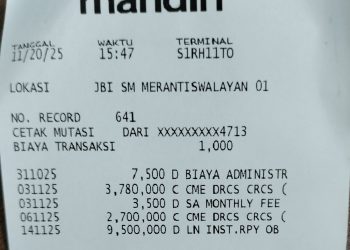 mandiri
TANGGAL WAKTU TERMINAL
11/20/25 15:47 S1RH11TO
LOKASI JBI SM MERANTISWALAYAN 01
NO. RECORD 641
CETAK MUTASI DARI XXXXXXXXX4713
BIAYA TRANSAKSI 1,000
311025 7,500 D BIAYA ADMINISTR
031125 3,780,000 C CME DRCS CRCS (
031125 3,500 D SA MONTHLY FEE
061125 2,700,000 C CME DRCS CRCS (
141125 9,500,000 D LN INST.RPY OB